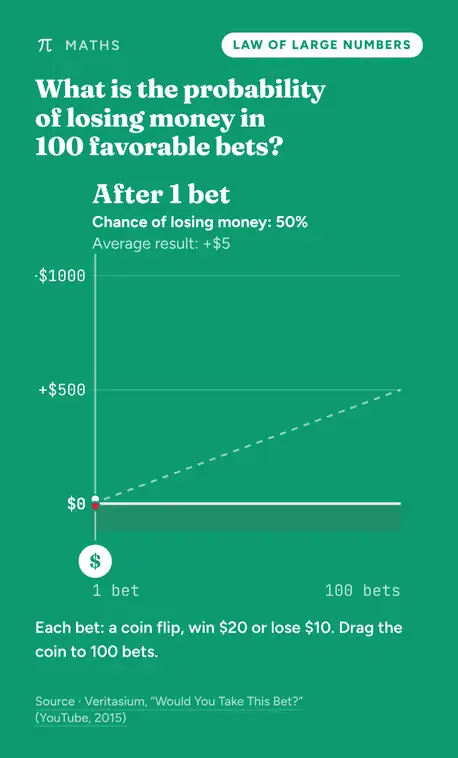 π MATHS
LAW OF LARGE NUMBERS
What is the probability
of losing money in
100 favorable bets?
After 1 bet
Chance of losing money: 50%
Average result: +$5
-$1000
+$500
$0
$
1 bet
100 bets
Each bet: a coin flip, win $20 or lose $10. Drag the
coin to 100 bets.
Source · Veritasium, “Would You Take This Bet?”
(YouTube, 2015)